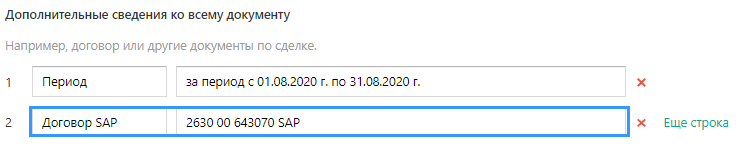 Дополнительные сведения ко всему документу
Например, договор или другие документы по сделке.
1 Период за период с 01.08.2020 г. по 31.08.2020 г. ×
2 Договор SAP 2630 00 643070 SAP × Еще строка